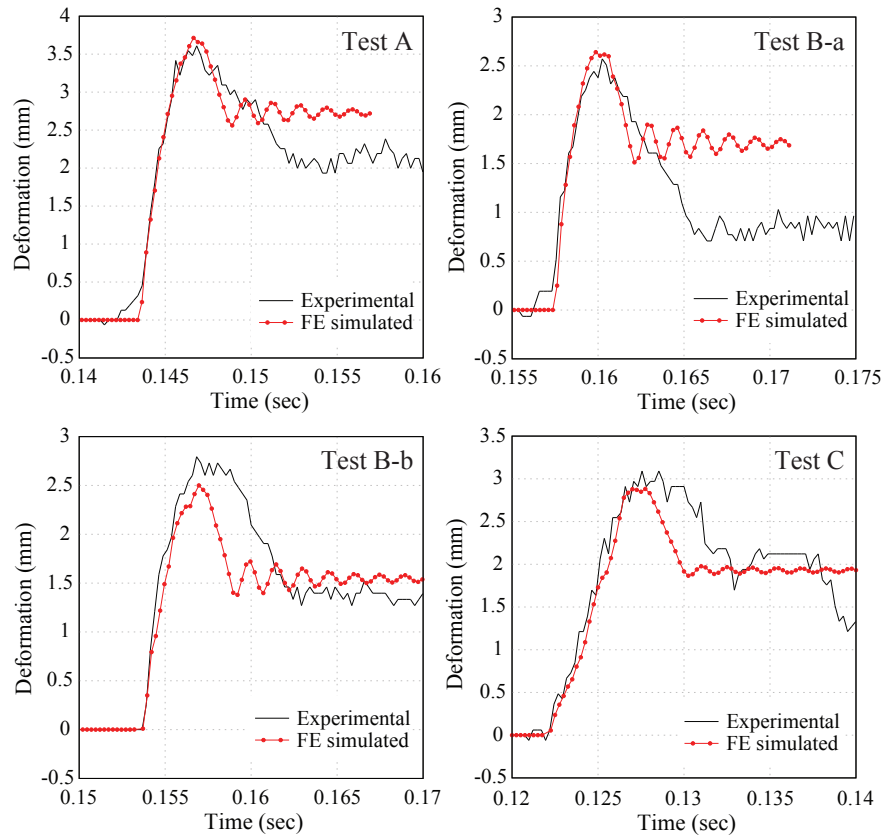 Test A
4
3.5
3
2.5
2
1.5
1
0.5
0
-0.5
Deformation (mm)
Experimental
FE simulated
0.14
0.145
0.15
0.155
0.16
Time (sec)
Test B-a
3
2.5
2
1.5
1
0.5
0
-0.5
Deformation (mm)
Experimental
FE simulated
0.155
0.16
0.165
0.17
0.175
Time (sec)
Test B-b
3
2.5
2
1.5
1
0.5
0
-0.5
Deformation (mm)
Experimental
FE simulated
0.15
0.155
0.16
0.165
0.17
Time (sec)
Test C
3.5
3
2.5
2
1.5
1
0.5
0
-0.5
Deformation (mm)
Experimental
FE simulated
0.12
0.125
0.13
0.135
0.14
Time (sec)